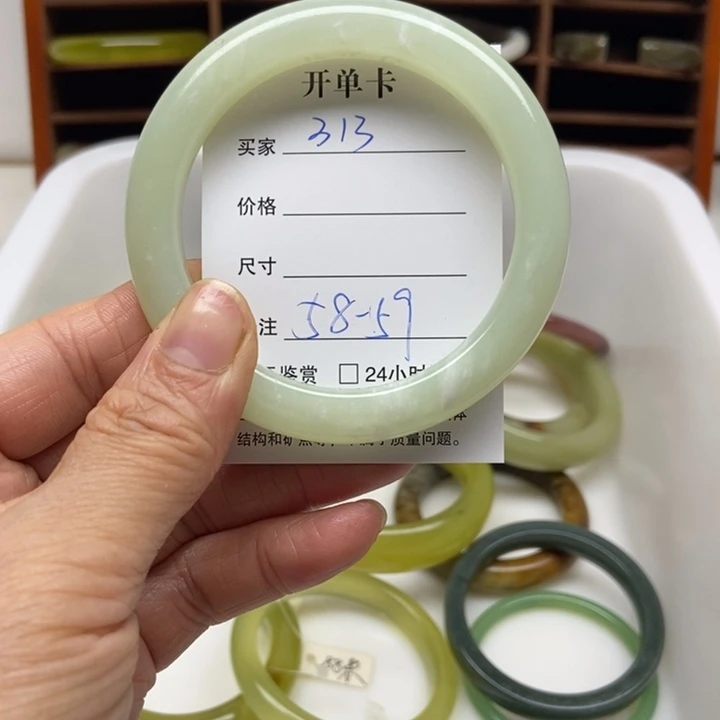 开单卡
买家 313
价格
尺寸
注 58-59
鉴赏 □ 24小时
结构和矿 质量问题。